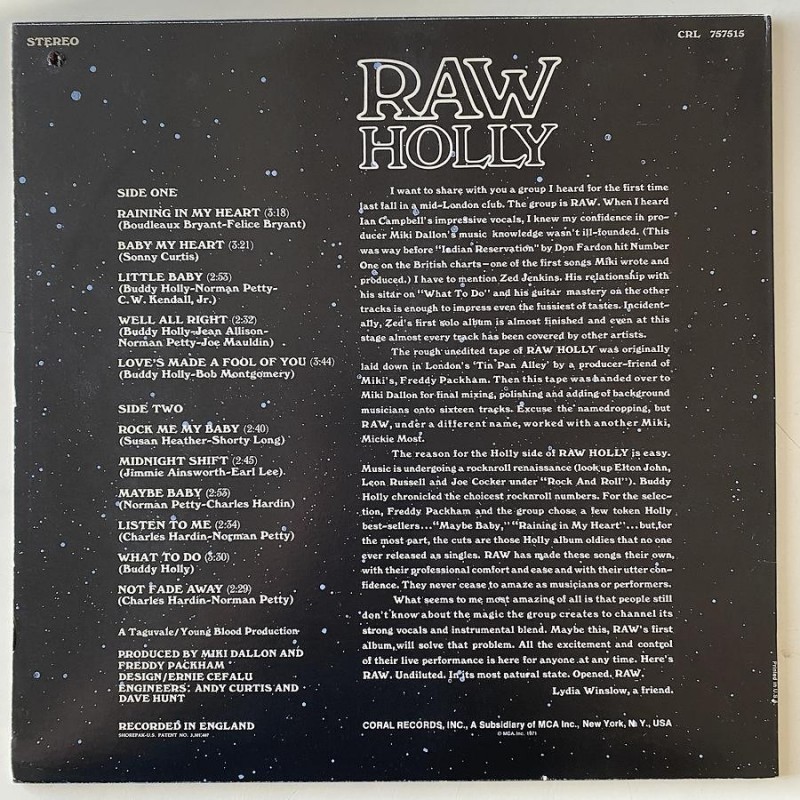 STEREO
CRL 757515
RAW
HOLLY
SIDE ONE
RAINING IN MY HEART (3:18)
(Boudleaux Bryant-Felice Bryant)
BABY MY HEART (3:21)
(Sonny Curtis)
LITTLE BABY (2:53)
(Buddy Holly-Norman Petty-
C.W. Kendall, Jr.)
WELL ALL RIGHT (2:32)
(Buddy Holly-Jean Allison-
Norman Petty-Joe Mauldin)
LOVE'S MADE A FOOL OF YOU (3:44)
(Buddy Holly-Bob Montgomery)
SIDE TWO
ROCK ME MY BABY (2:40)
(Susan Heather-Shorty Long)
MIDNIGHT SHIFT (2:45)
(Jimmie Ainsworth-Earl Lee)
MAYBE BABY (2:53)
(Norman Petty-Charles Hardin)
LISTEN TO ME (2:34)
(Charles Hardin-Norman Petty)
WHAT TO DO (3:30)
(Buddy Holly)
NOT FADE AWAY (2:29)
(Charles Hardin-Norman Petty)
A Taguvale/Young Blood Production
PRODUCED BY MIKI DALLON AND
FREDDY PACKHAM
DESIGN/ERNIE CEFALU
ENGINEERS: ANDY CURTIS AND
DAVE HUNT
RECORDED IN ENGLAND
SHOREPAK-U.S. PATENT NO.
I want to share with you a group I heard for the first time
last fall in a mid-London club. The group is RAW. When I heard
Ian Campbell's impressive vocals, I knew my confidence in pro-
ducer Miki Dallon's music knowledge wasn't ill-founded. (This
was way before "Indian Reservation" by Don Fardon hit Number
One on the British charts—one of the first songs Miki wrote and
produced.) I have to mention Zed Jenkins. His relationship with
his sitar on "What To Do" and his guitar mastery on the other
tracks is enough to impress even the fussiest of tastes. Incident-
ally, Zed's first solo album is almost finished and even at this
stage almost every track has been covered by other artists.
The rough unedited tape of RAW HOLLY was originally
laid down in London's 'Tin Pan Alley' by a producer-friend of
Miki's, Freddy Packham. Then this tape was handed over to
Miki Dallon for final mixing, polishing and adding of background
musicians onto sixteen tracks. Excuse the namedropping, but
RAW, under a different name, worked with another Miki,
Mickie Most.
The reason for the Holly side of RAW HOLLY is easy.
Music is undergoing a rocknroll renaissance (look up Elton John,
Leon Russell and Joe Cocker under "Rock And Roll"). Buddy
Holly chronicled the choicest rocknroll numbers. For the selec-
tion, Freddy Packham and the group chose a few token Holly
best-sellers..."Maybe Baby," "Raining in My Heart"...but, for
the most part, the cuts are those Holly album oldies that no one
ever released as singles. RAW has made these songs their own,
with their professional comfort and ease and with their utter con-
fidence. They never cease to amaze as musicians or performers.
What seems to me most amazing of all is that people still
don't know about the magic the group creates to channel its
strong vocals and instrumental blend. Maybe this, RAW's first
album, will solve that problem. All the excitement and control
of their live performance is here for anyone at any time. Here's
RAW. Undiluted. In its most natural state. Opened. RAW.
Lydia Winslow, a friend.
CORAL RECORDS, INC., A Subsidiary of MCA Inc., New York, N.Y., USA
© MCA, Inc. 1971
Printed in U.S.A.